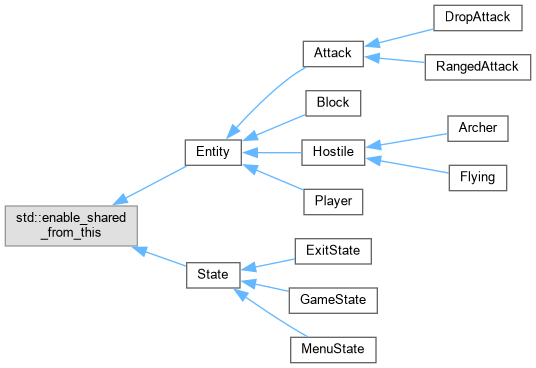 DropAttack
Attack
RangedAttack
Block
Archer
Entity
Hostile
Flying
Player
std::enable_shared
_from_this
ExitState
State
GameState
MenuState